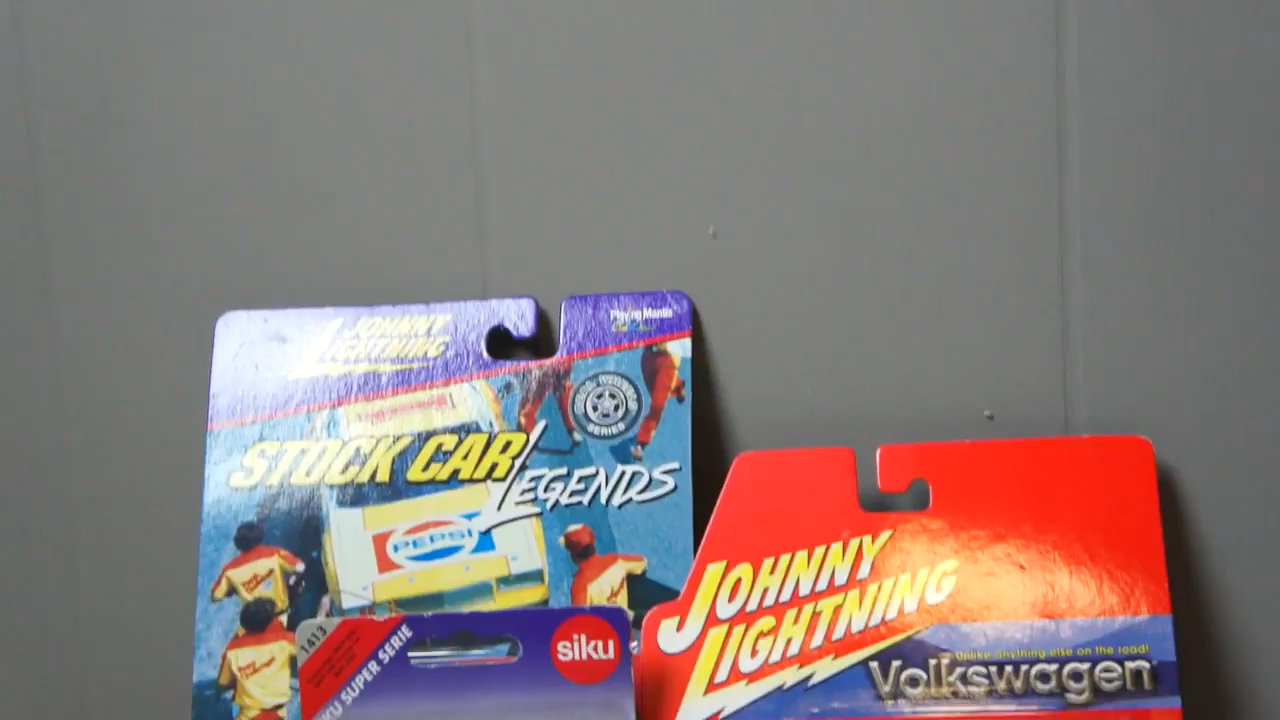 JOHNNY
LIGHTNING
Playing Mantis
STOCK CAR
LEGENDS
SERIES
PEPSI
1413
SIKU SUPER SERIE
siku
JOHNNY
LIGHTNING
Unlike anything else on the road!
Volkswagen